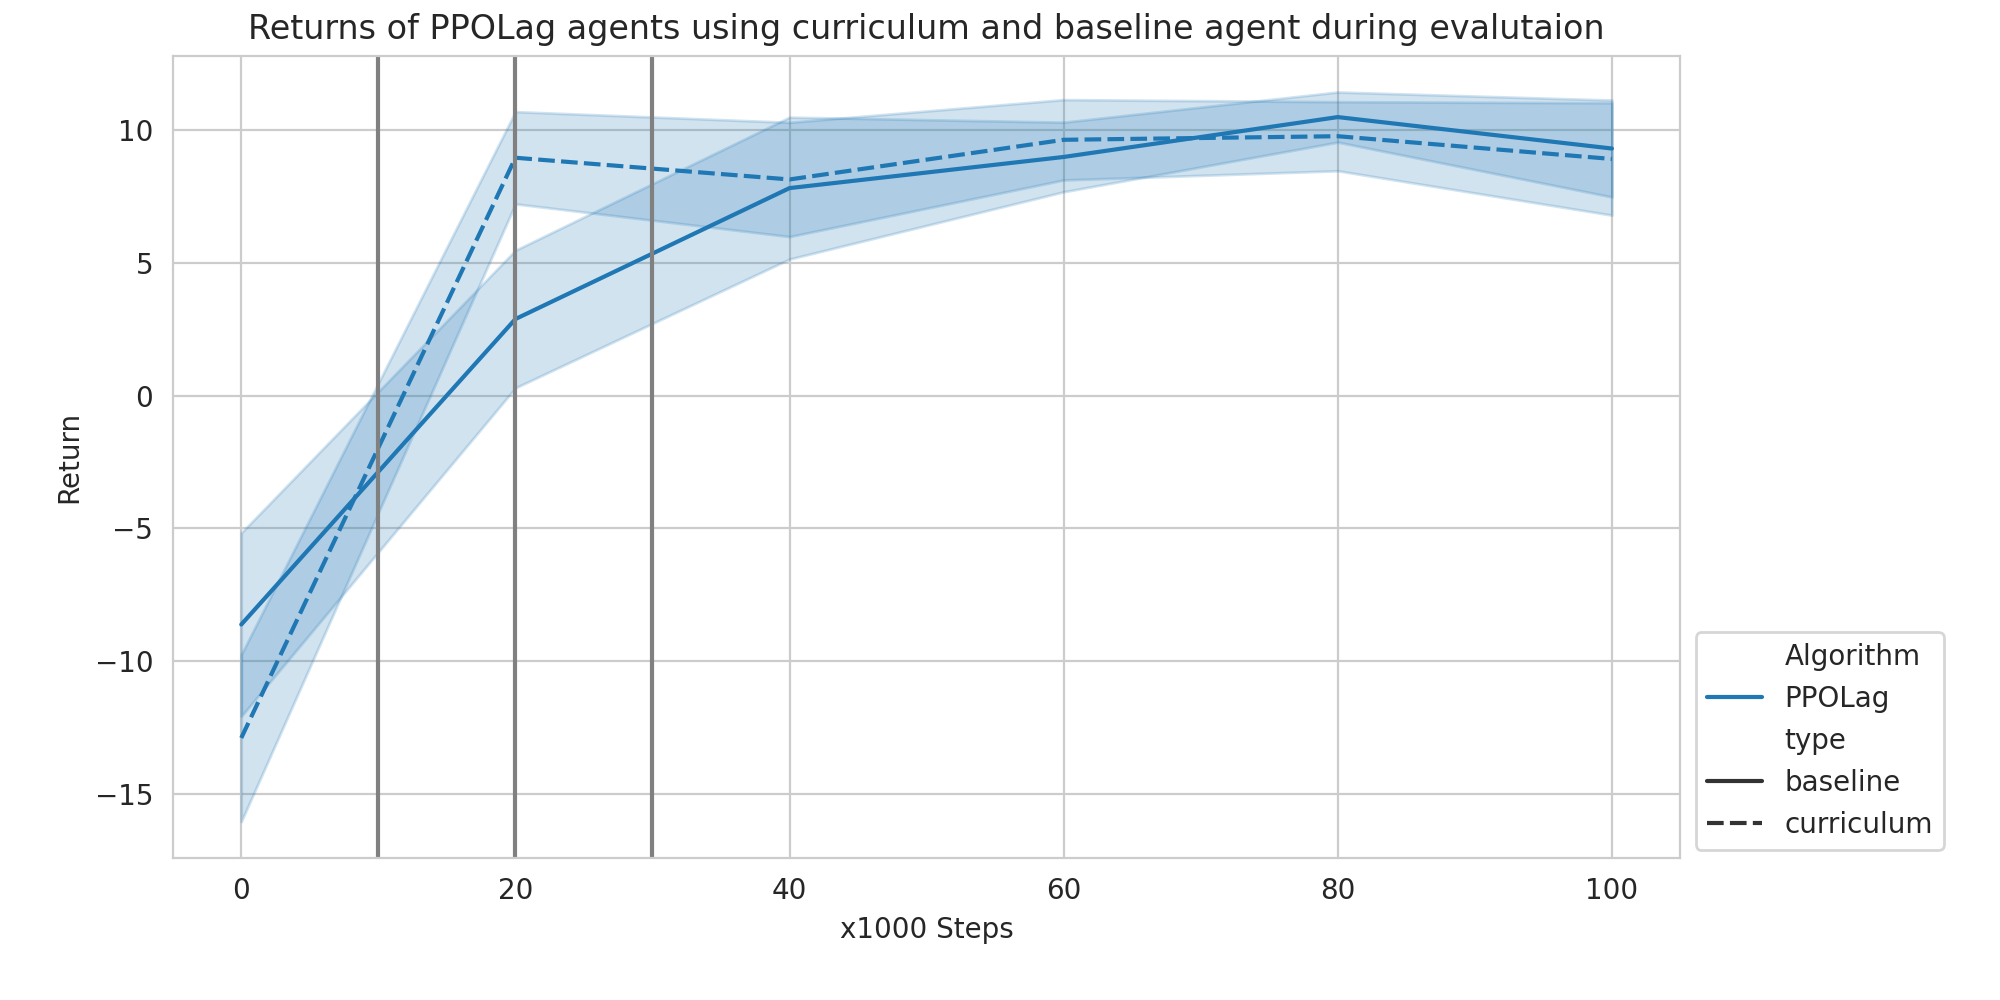 Returns of PPOLag agents using curriculum and baseline agent during evalutaion
10
5
0
−5
−10
−15
Return
0 20 40 60 80 100
x1000 Steps
Algorithm
PPOLag
type
baseline
curriculum